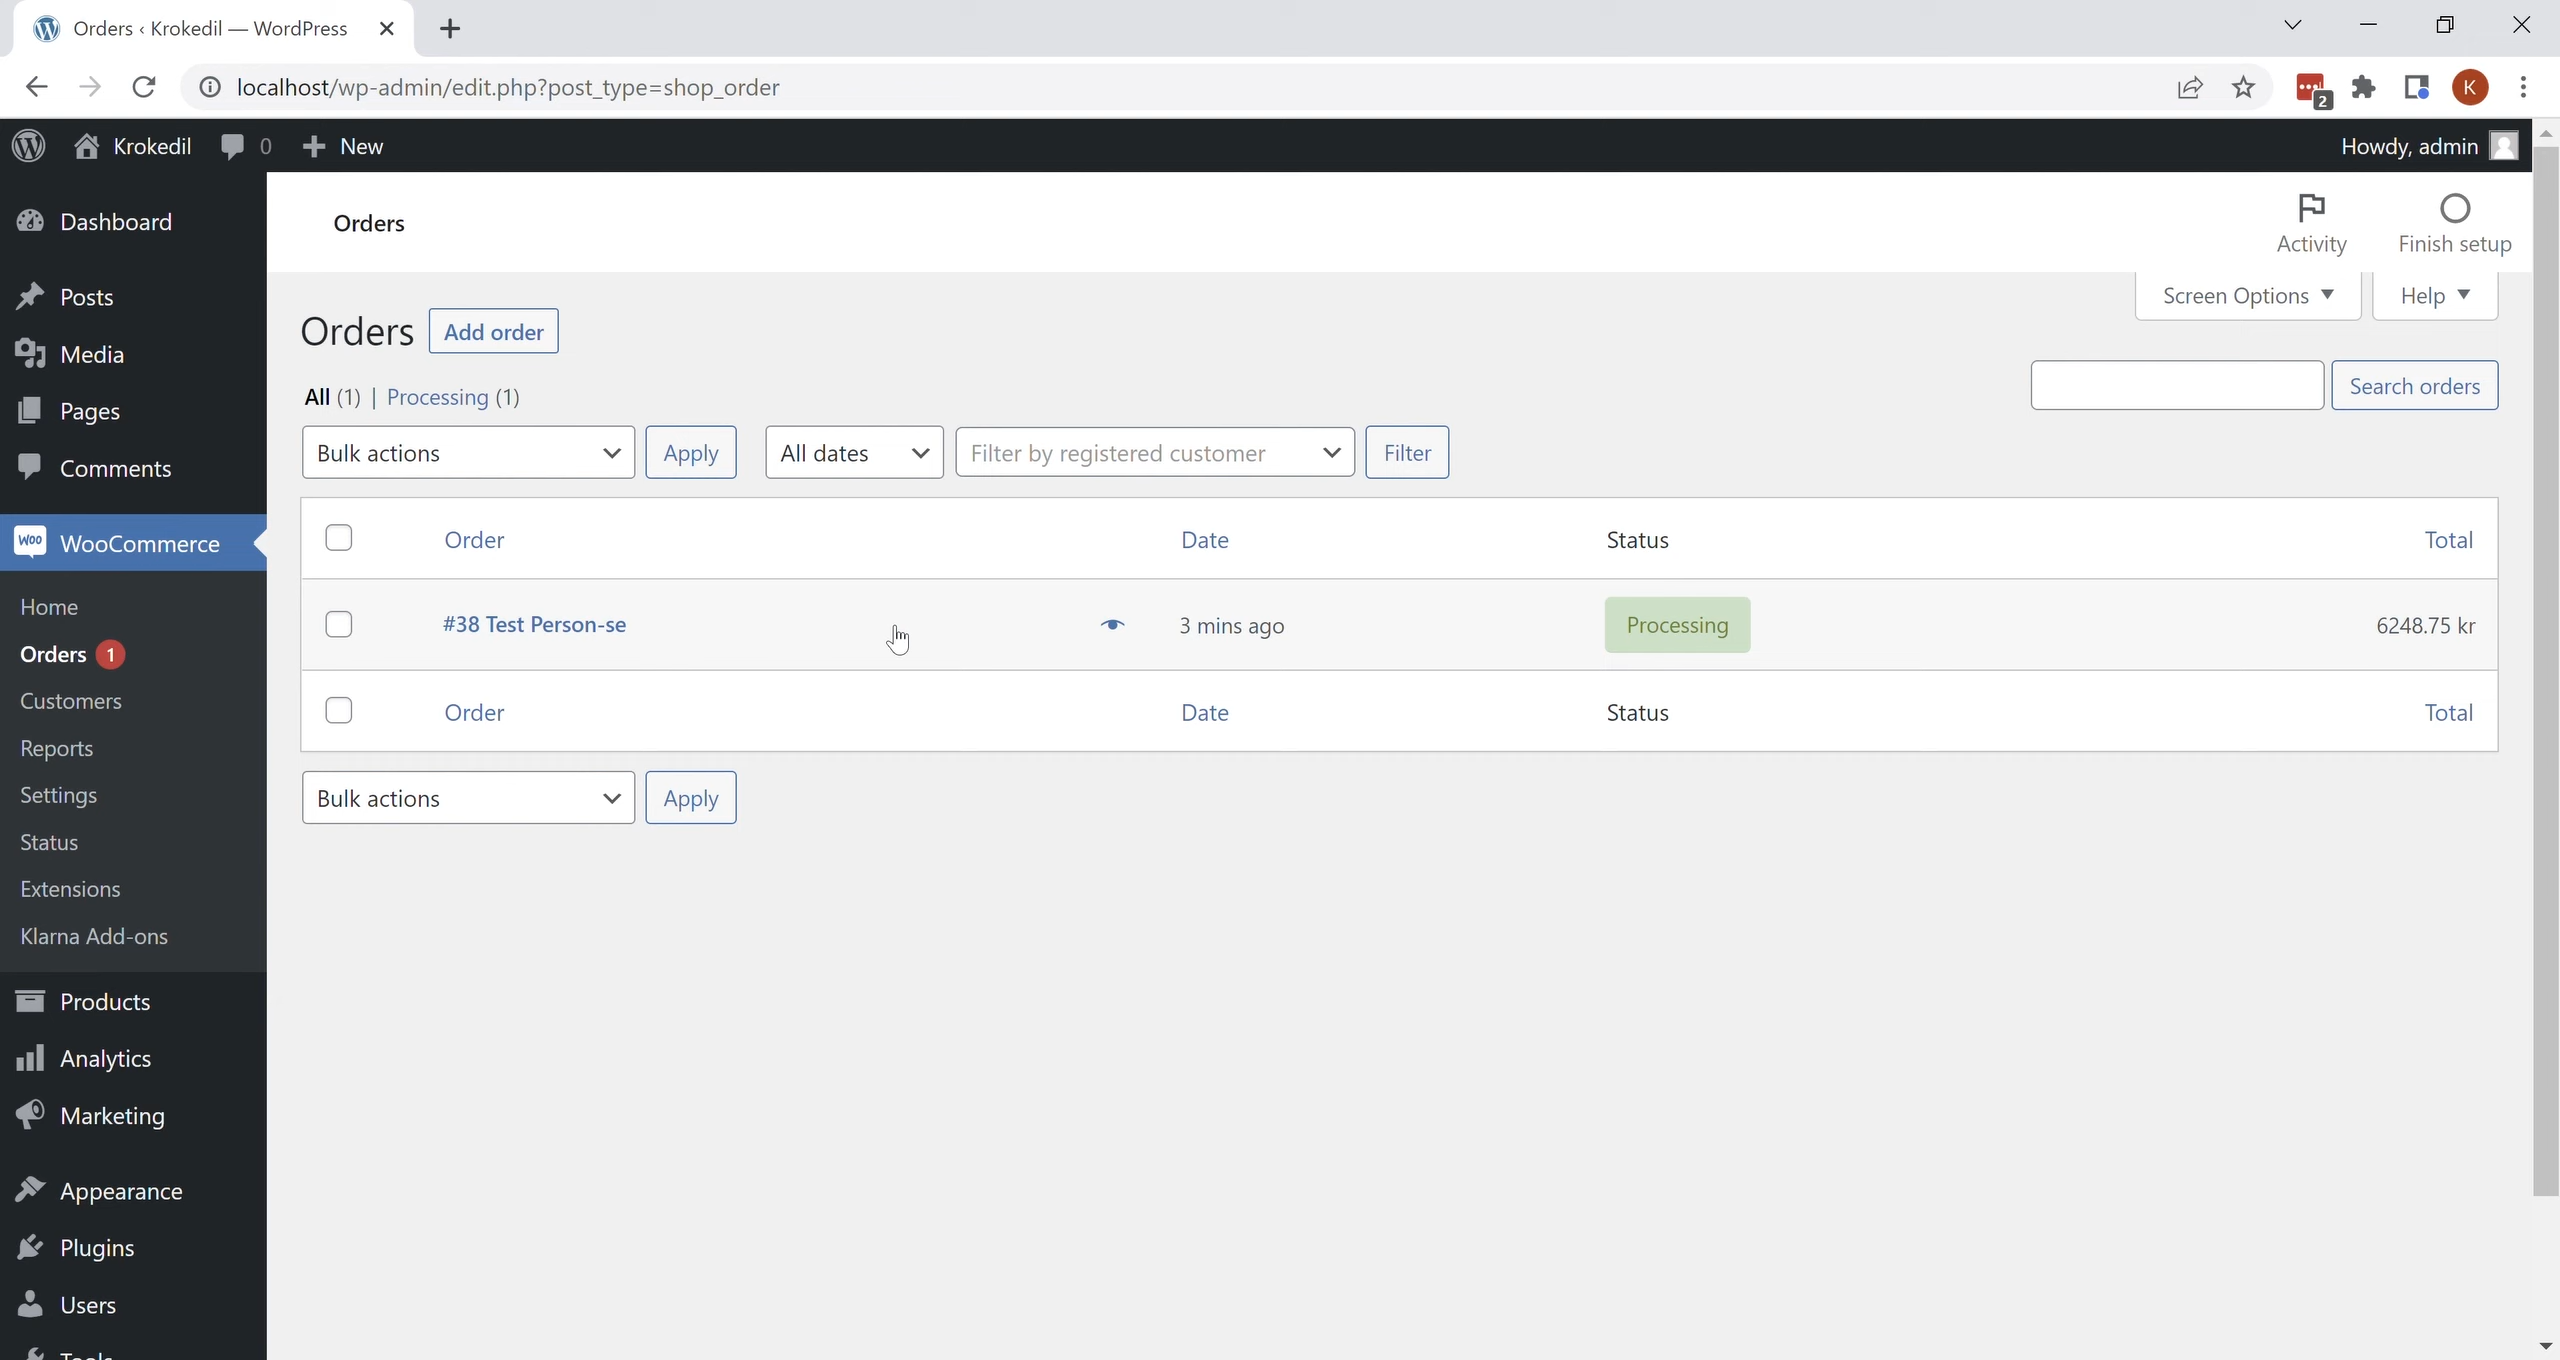 Orders ‹ Krokedil — WordPress
localhost/wp-admin/edit.php?post_type=shop_order
2
K
Krokedil 0 New
Howdy, admin
Dashboard
Posts
Media
Pages
Comments
Woo WooCommerce
Home
Orders 1
Customers
Reports
Settings
Status
Extensions
Klarna Add-ons
Products
Analytics
Marketing
Appearance
Plugins
Users
Orders
Activity
Finish setup
Screen Options
Help
Orders Add order
All (1) | Processing (1)
Search orders
Bulk actions Apply All dates Filter by registered customer Filter
Order Date Status Total
#38 Test Person-se 3 mins ago Processing 6248.75 kr
Order Date Status Total
Bulk actions Apply